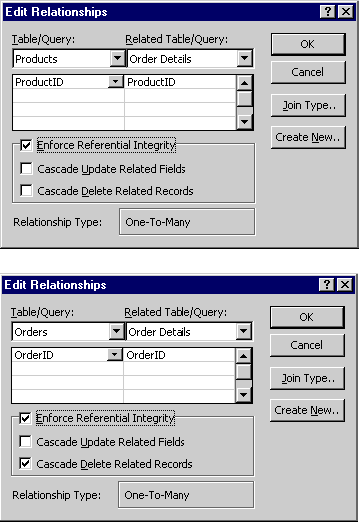 Edit Relationships
Table/Query: Related Table/Query:
Products Order Details
OK
ProductID ProductID
Cancel
Join Type..
Create New..
Enforce Referential Integrity
Cascade Update Related Fields
Cascade Delete Related Records
Relationship Type: One-To-Many
Edit Relationships
Table/Query: Related Table/Query:
Orders Order Details
OK
OrderID OrderID
Cancel
Join Type..
Create New..
Enforce Referential Integrity
Cascade Update Related Fields
Cascade Delete Related Records
Relationship Type: One-To-Many